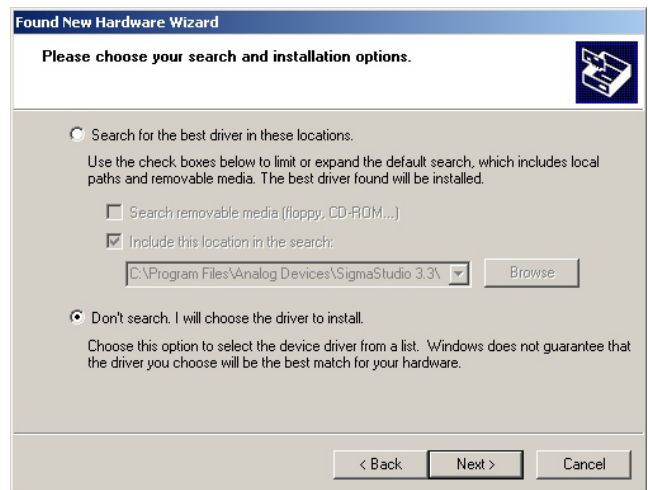 Found New Hardware Wizard
Please choose your search and installation options.
Search for the best driver in these locations.
Use the check boxes below to limit or expand the default search, which includes local
paths and removable media. The best driver found will be installed.
Search removable media (floppy, CD-ROM...)
Include this location in the search:
C:\Program Files\Analog Devices\SigmaStudio 3.3\ Browse
Don't search. I will choose the driver to install.
Choose this option to select the device driver from a list. Windows does not guarantee that
the driver you choose will be the best match for your hardware.
< Back Next > Cancel